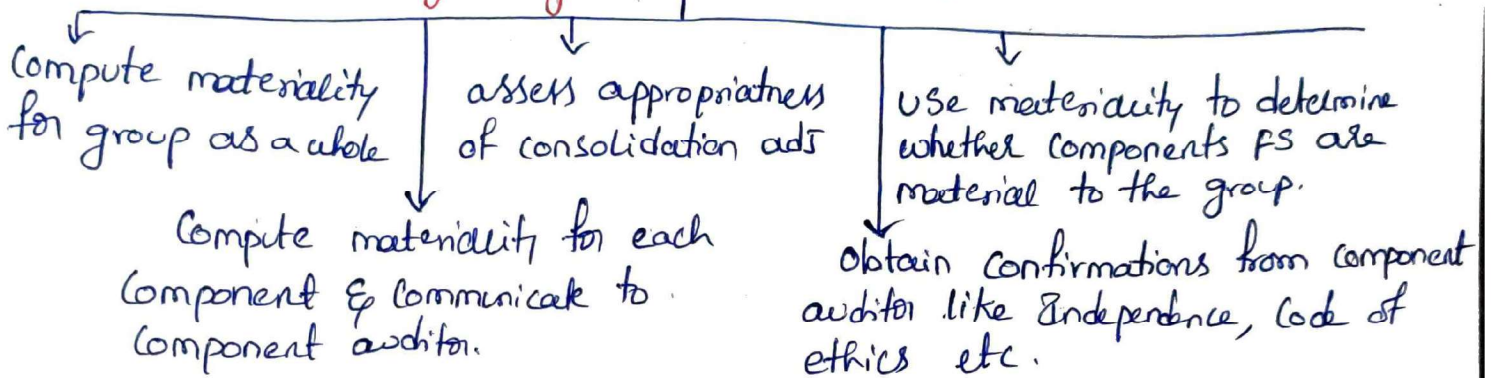 Compute materiality
for group as a whole
assess appropriatness
of consolidation adj
use materiality to determine
whether components FS are
material to the group.
Compute materiality for each
Component & Communicate to
Component auditor.
Obtain Confirmations from Component
auditor like Independence, Code of
ethics etc.